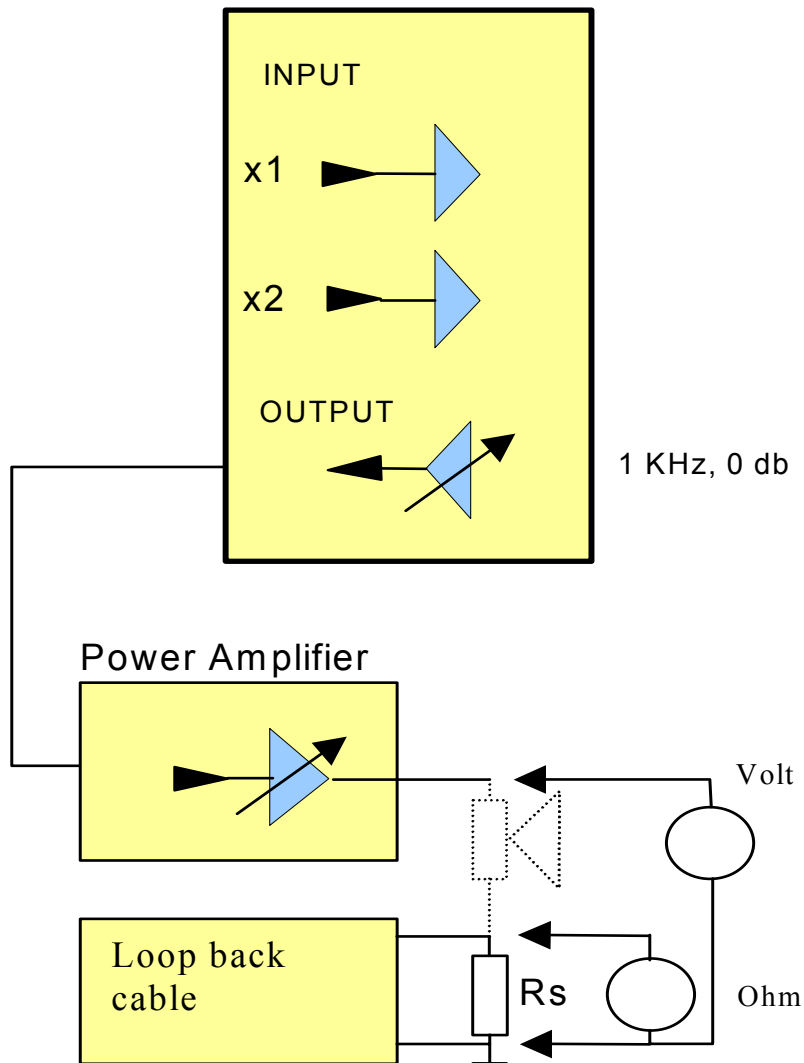 INPUT
x1
x2
OUTPUT
1 KHz, 0 db
Power Amplifier
Volt
Loop back
cable
Rs
Ohm